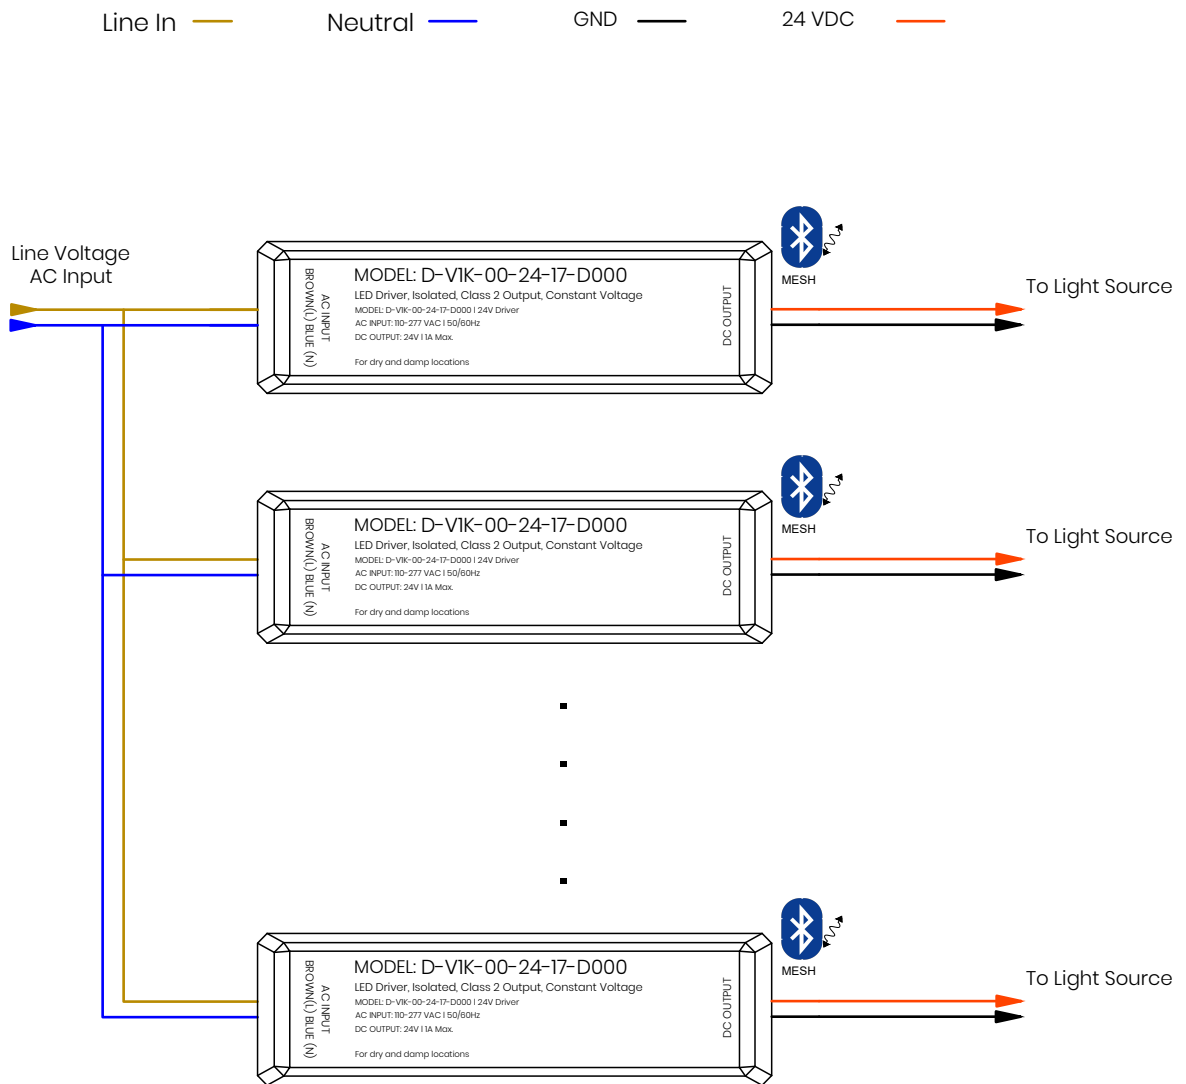 Line In
Neutral
GND
24 VDC
Line Voltage
AC Input
BROWN(L) BLUE (N)
AC INPUT
MODEL: D-V1K-00-24-17-D000
LED Driver, Isolated, Class 2 Output, Constant Voltage
MODEL: D-V1K-00-24-17-D000 | 24V Driver
AC INPUT: 110-277 VAC | 50/60Hz
DC OUTPUT: 24V | 1A Max.
For dry and damp locations
DC OUTPUT
MESH
To Light Source
BROWN(L) BLUE (N)
AC INPUT
MODEL: D-V1K-00-24-17-D000
LED Driver, Isolated, Class 2 Output, Constant Voltage
MODEL: D-V1K-00-24-17-D000 | 24V Driver
AC INPUT: 110-277 VAC | 50/60Hz
DC OUTPUT: 24V | 1A Max.
For dry and damp locations
DC OUTPUT
MESH
To Light Source
BROWN(L) BLUE (N)
AC INPUT
MODEL: D-V1K-00-24-17-D000
LED Driver, Isolated, Class 2 Output, Constant Voltage
MODEL: D-V1K-00-24-17-D000 | 24V Driver
AC INPUT: 110-277 VAC | 50/60Hz
DC OUTPUT: 24V | 1A Max.
For dry and damp locations
DC OUTPUT
MESH
To Light Source